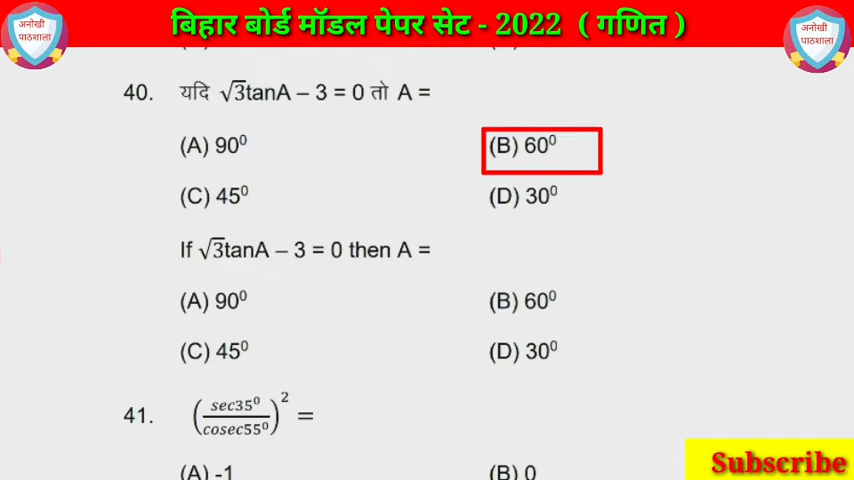 बिहार बोर्ड मॉडल पेपर सेट - 2022 ( गणित )
अनोखी
पाठशाला
अनोखी
पाठशाला
40. यदि √3tanA – 3 = 0 तो A =
(A) 90⁰ (B) 60⁰
(C) 45⁰ (D) 30⁰
If √3tanA – 3 = 0 then A =
(A) 90⁰ (B) 60⁰
(C) 45⁰ (D) 30⁰
41. (sec35⁰/cosec55⁰)² =
(A) -1 (B) 0
Subscribe